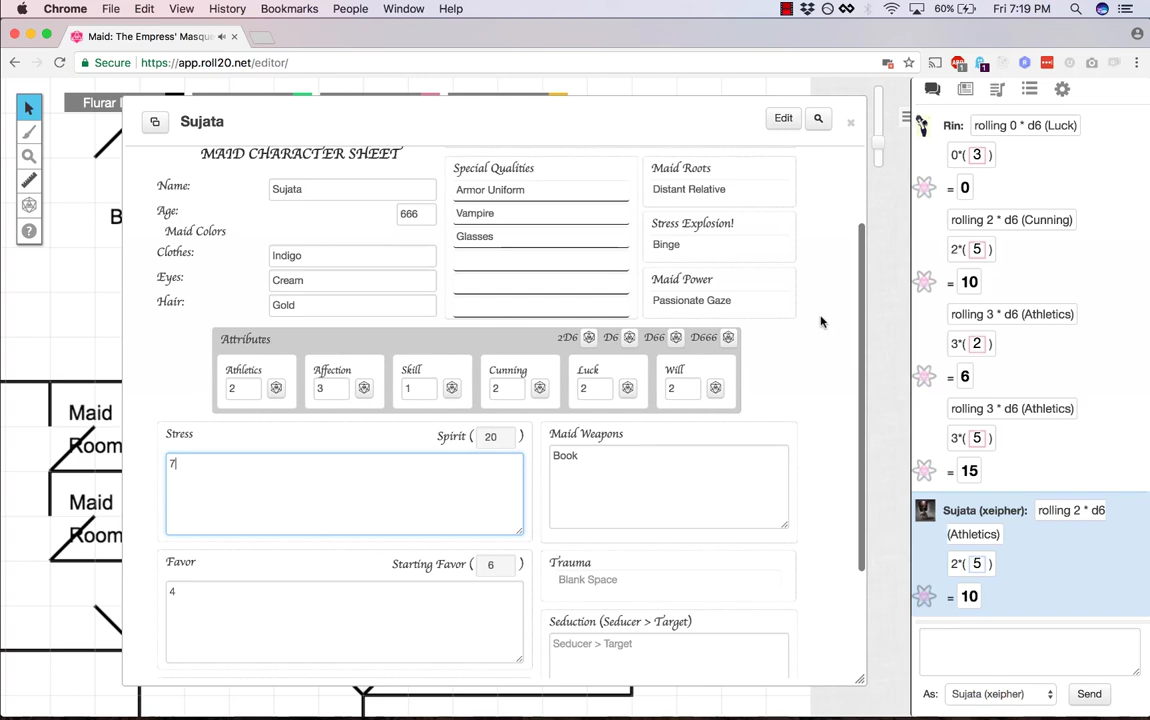 Chrome File Edit View History Bookmarks People Window Help 60% Fri 7:19 PM
Maid: The Empress' Masque
Secure https://app.roll20.net/editor/
Flurar
B
Maid
Room
Maid
Room
Sujata
Edit
MAID CHARACTER SHEET
Name: Sujata
Age: 666
Maid Colors
Clothes: Indigo
Eyes: Cream
Hair: Gold
Special Qualities
Armor Uniform
Vampire
Glasses
Maid Roots
Distant Relative
Stress Explosion!
Binge
Maid Power
Passionate Gaze
Attributes 2D6 D6 D66 D666
Athletics Affection Skill Cunning Luck Will
2 3 1 2 2 2
Stress Spirit ( 20 )
7
Maid Weapons
Book
Favor Starting Favor ( 6 )
4
Trauma
Blank Space
Seduction (Seducer > Target)
Seducer > Target
Rin: rolling 0 * d6 (Luck)
0*( 3 )
= 0
rolling 2 * d6 (Cunning)
2*( 5 )
= 10
rolling 3 * d6 (Athletics)
3*( 2 )
= 6
rolling 3 * d6 (Athletics)
3*( 5 )
= 15
Sujata (xeipher): rolling 2 * d6
(Athletics)
2*( 5 )
= 10
As: Sujata (xeipher) Send